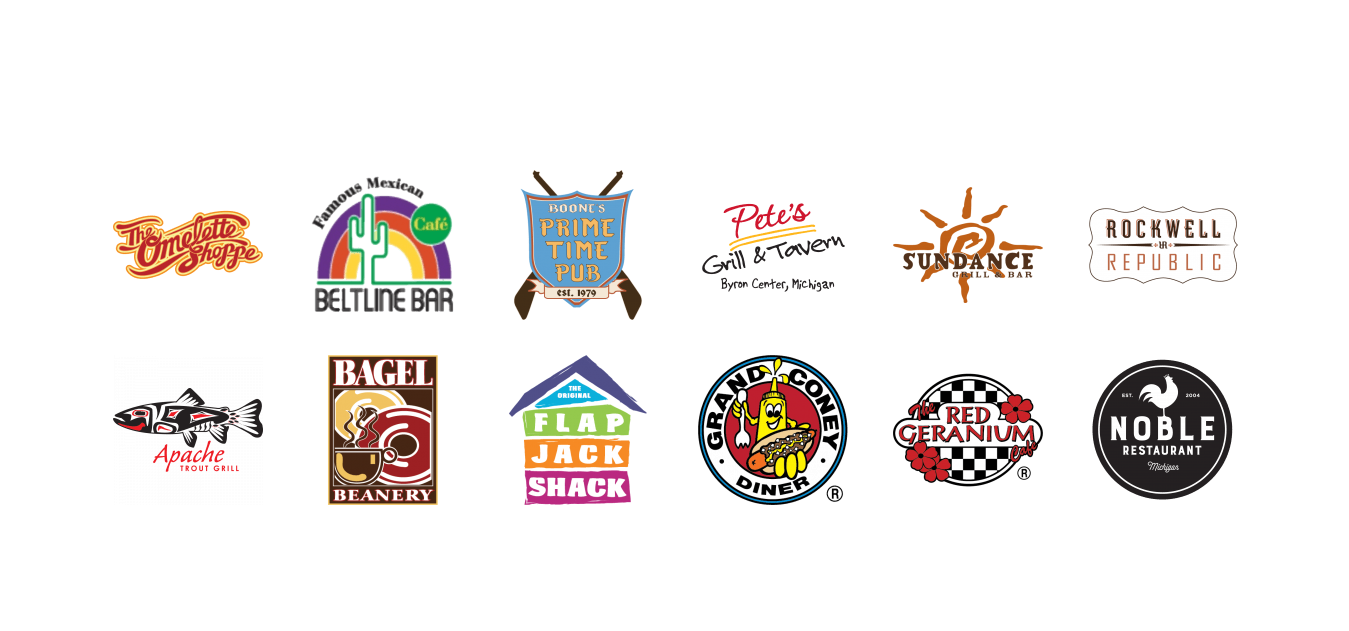 The
Omelette
Shoppe
Famous Mexican
Café
BELTLINE BAR
BOONE'S
PRIME
TIME
PUB
EST. 1979
Pete's
Grill & Tavern
Byron Center, Michigan
SUNDANCE
GRILL & BAR
ROCKWELL
RR
REPUBLIC
Apache
TROUT GRILL
BAGEL
BEANERY
THE
ORIGINAL
FLAP
JACK
SHACK
GRAND CONEY
DINER
®
The
RED
GERANIUM
Cafe
®
EST. 2004
NOBLE
RESTAURANT
Michigan